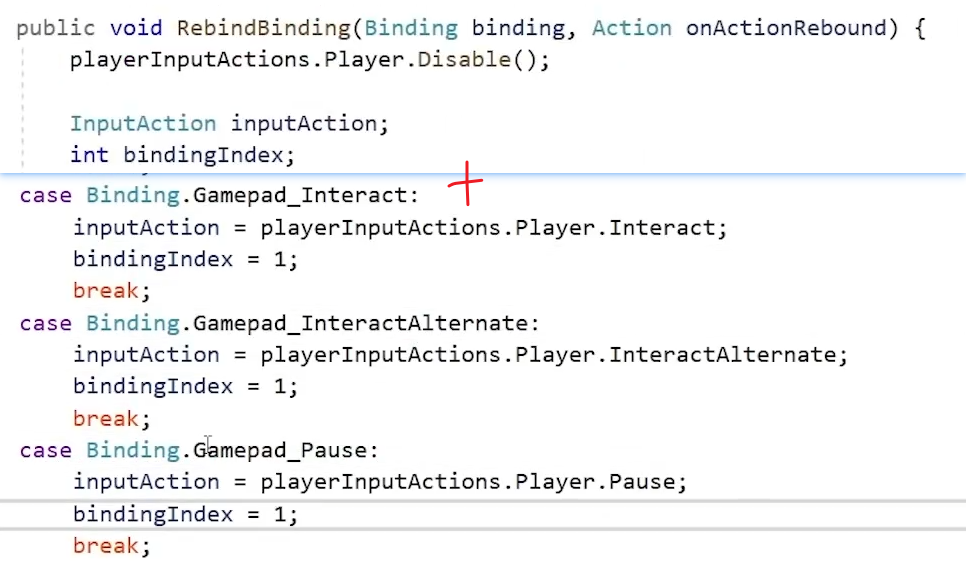 public void RebindBinding(Binding binding, Action onActionRebound) {
playerInputActions.Player.Disable();
InputAction inputAction;
int bindingIndex;
+
case Binding.Gamepad_Interact:
inputAction = playerInputActions.Player.Interact;
bindingIndex = 1;
break;
case Binding.Gamepad_InteractAlternate:
inputAction = playerInputActions.Player.InteractAlternate;
bindingIndex = 1;
break;
case Binding.Gamepad_Pause:
inputAction = playerInputActions.Player.Pause;
bindingIndex = 1;
break;